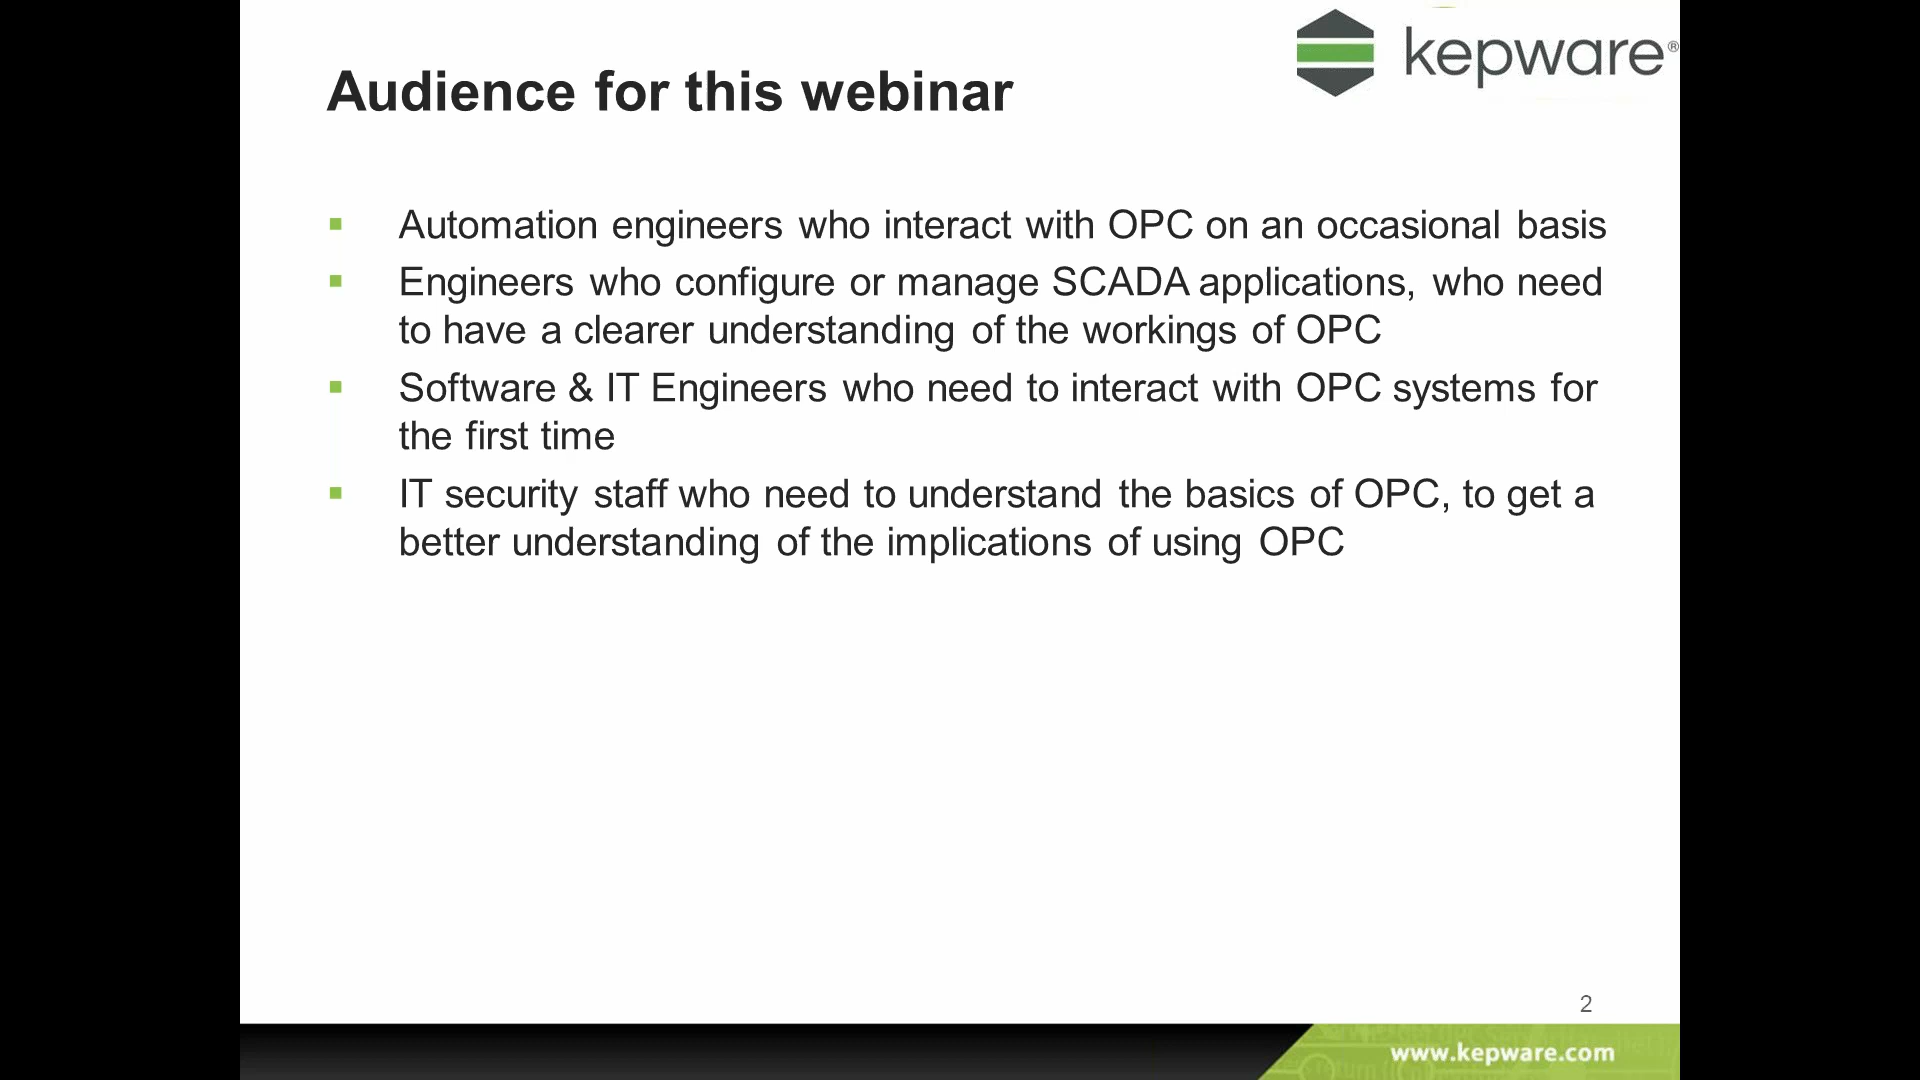 kepware®
Audience for this webinar
▪ Automation engineers who interact with OPC on an occasional basis
▪ Engineers who configure or manage SCADA applications, who need
to have a clearer understanding of the workings of OPC
▪ Software & IT Engineers who need to interact with OPC systems for
the first time
▪ IT security staff who need to understand the basics of OPC, to get a
better understanding of the implications of using OPC
2
www.kepware.com